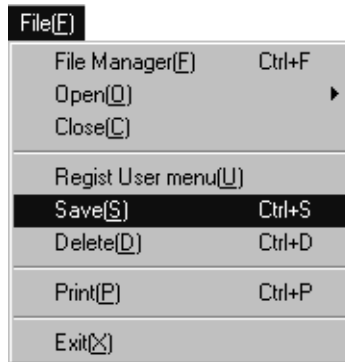 File(F)
File Manager(F) Ctrl+F
Open(O)
Close(C)
Regist User menu(U)
Save(S) Ctrl+S
Delete(D) Ctrl+D
Print(P) Ctrl+P
Exit(X)